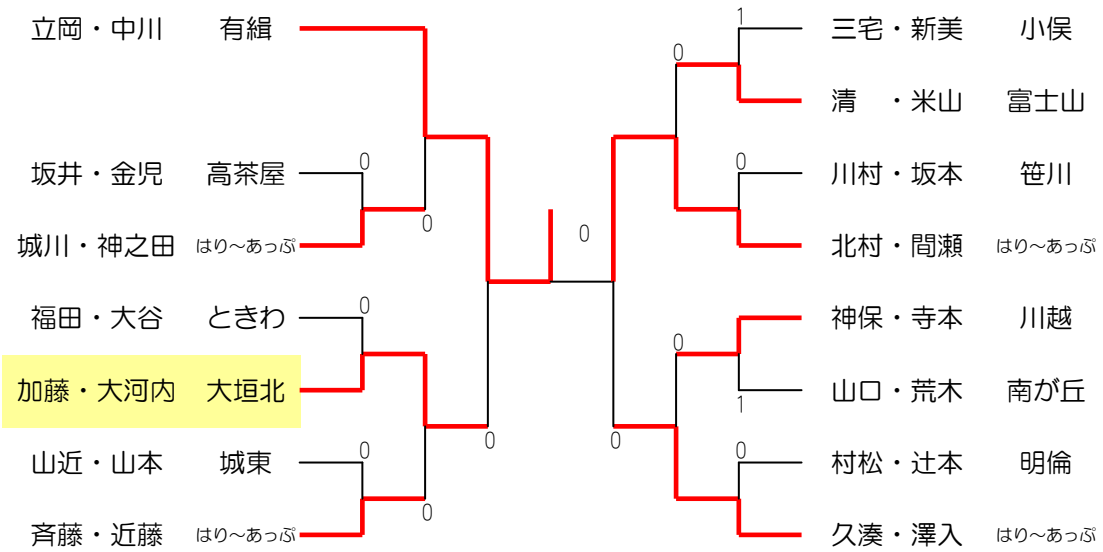 立岡・中川 有緝
坂井・金児 高茶屋
城川・神之田 はり～あっぷ
福田・大谷 ときわ
加藤・大河内 大垣北
山近・山本 城東
斉藤・近藤 はり～あっぷ
0
0
0
0
0
0
0
1
三宅・新美 小俣
0
清 ・米山 富士山
0
川村・坂本 笹川
北村・間瀬 はり～あっぷ
神保・寺本 川越
0
山口・荒木 南が丘
1
0
0
村松・辻本 明倫
久湊・澤入 はり～あっぷ